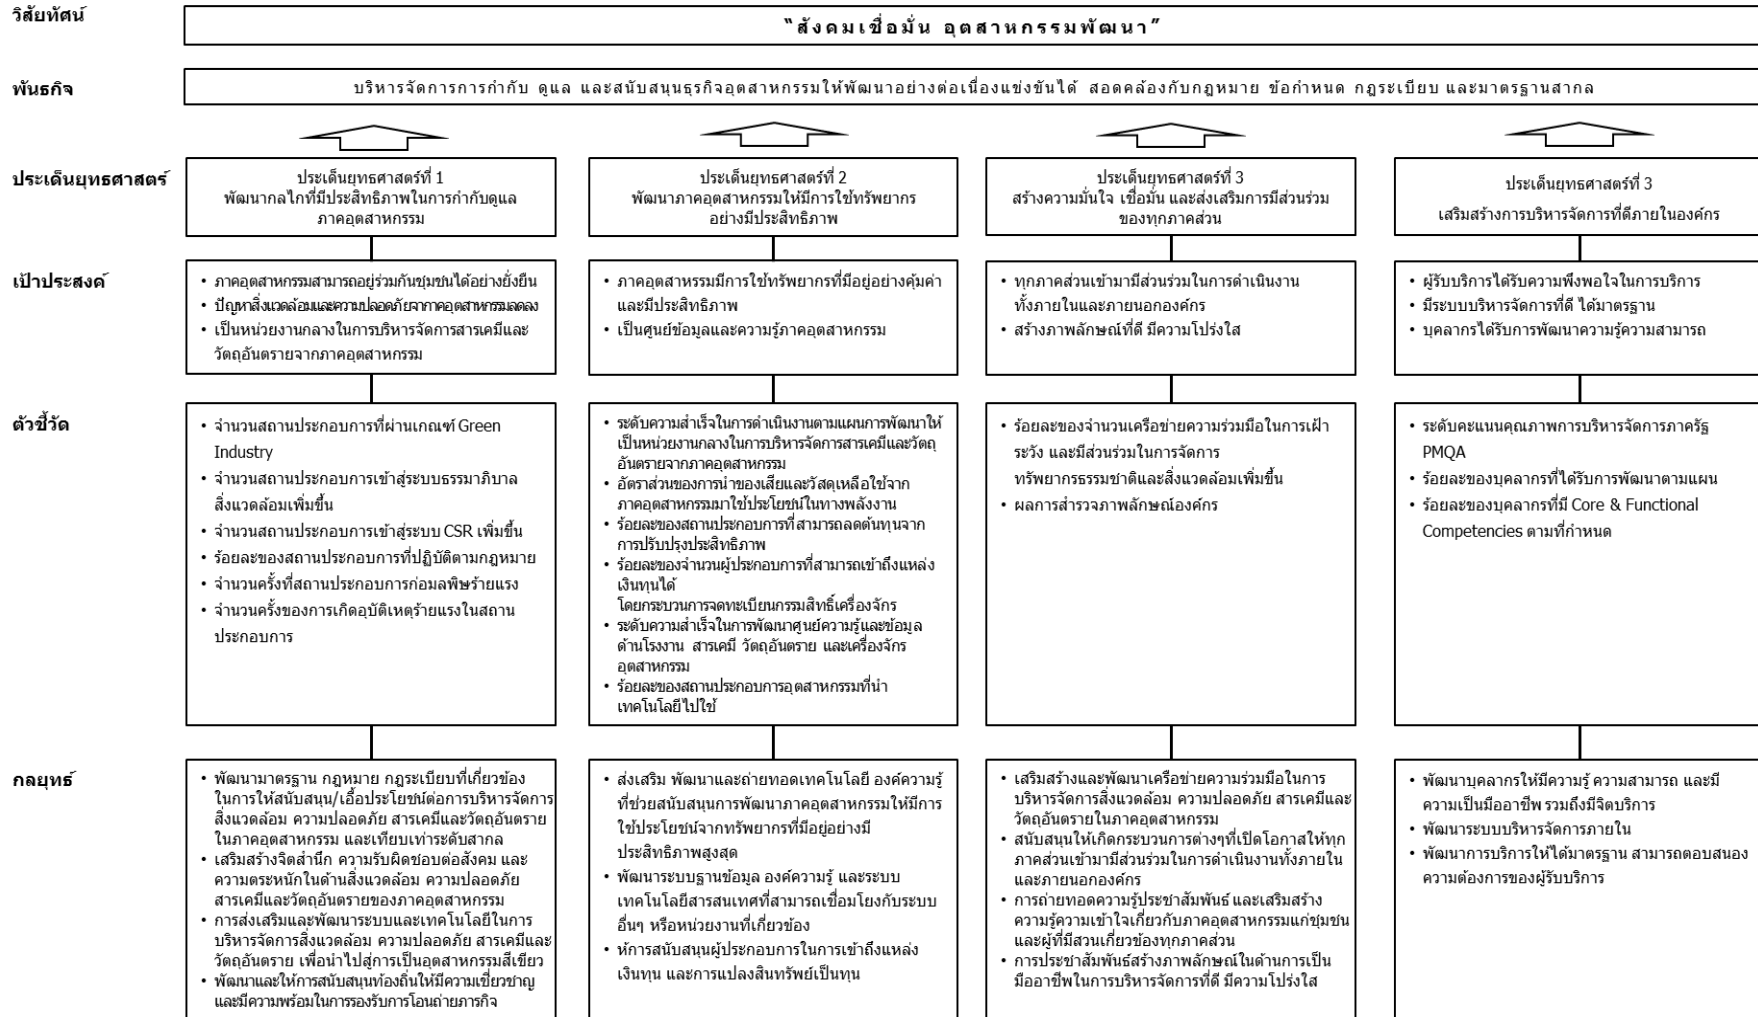 วิสัยทัศน์
“สังคมเชื่อมั่น อุตสาหกรรมพัฒนา”
พันธกิจ
บริหารจัดการการกำกับ ดูแล และสนับสนุนธุรกิจอุตสาหกรรมให้พัฒนาอย่างต่อเนื่องแข่งขันได้ สอดคล้องกับกฎหมาย ข้อกำหนด กฎระเบียบ และมาตรฐานสากล
ประเด็นยุทธศาสตร์
ประเด็นยุทธศาสตร์ที่ 1
พัฒนากลไกที่มีประสิทธิภาพในการกำกับดูแล
ภาคอุตสาหกรรม
ประเด็นยุทธศาสตร์ที่ 2
พัฒนาภาคอุตสาหกรรมให้มีการใช้ทรัพยากร
อย่างมีประสิทธิภาพ
ประเด็นยุทธศาสตร์ที่ 3
สร้างความมั่นใจ เชื่อมั่น และส่งเสริมการมีส่วนร่วม
ของทุกภาคส่วน
ประเด็นยุทธศาสตร์ที่ 3
เสริมสร้างการบริหารจัดการที่ดีภายในองค์กร
เป้าประสงค์
• ภาคอุตสาหกรรมสามารถอยู่ร่วมกันชุมชนได้อย่างยั่งยืน
• ปัญหาสิ่งแวดล้อมและความปลอดภัยจากภาคอุตสาหกรรมลดลง
• เป็นหน่วยงานกลางในการบริหารจัดการสารเคมีและ
วัตถุอันตรายจากภาคอุตสาหกรรม
• ภาคอุตสาหรรมมีการใช้ทรัพยากรที่มีอยู่อย่างคุ้มค่า
และมีประสิทธิภาพ
• เป็นศูนย์ข้อมูลและความรู้ภาคอุตสาหกรรม
• ทุกภาคส่วนเข้ามามีส่วนร่วมในการดำเนินงาน
ทั้งภายในและภายนอกองค์กร
• สร้างภาพลักษณ์ที่ดี มีความโปร่งใส
• ผู้รับบริการได้รับความพึงพอใจในการบริการ
• มีระบบบริหารจัดการที่ดี ได้มาตรฐาน
• บุคลากรได้รับการพัฒนาความรู้ความสามารถ
ตัวชี้วัด
• จำนวนสถานประกอบการที่ผ่านเกณฑ์ Green
Industry
• จำนวนสถานประกอบการเข้าสู่ระบบธรรมาภิบาล
สิ่งแวดล้อมเพิ่มขึ้น
• จำนวนสถานประกอบการเข้าสู่ระบบ CSR เพิ่มขึ้น
• ร้อยละของสถานประกอบการที่ปฏิบัติตามกฎหมาย
• จำนวนครั้งที่สถานประกอบการก่อมลพิษร้ายแรง
• จำนวนครั้งของการเกิดอุบัติเหตุร้ายแรงในสถาน
ประกอบการ
• ระดับความสำเร็จในการดำเนินงานตามแผนการพัฒนาให้
เป็นหน่วยงานกลางในการบริหารจัดการสารเคมีและวัตถุ
อันตรายจากภาคอุตสาหกรรม
• อัตราส่วนของการนำของเสียและวัสดุเหลือใช้จาก
ภาคอุตสาหกรรมมาใช้ประโยชน์ในทางพลังงาน
• ร้อยละของสถานประกอบการที่สามารถลดต้นทุนจาก
การปรับปรุงประสิทธิภาพ
• ร้อยละของจำนวนผู้ประกอบการที่สามารถเข้าถึงแหล่ง
เงินทุนได้
โดยกระบวนการจดทะเบียนกรรมสิทธิ์เครื่องจักร
• ระดับความสำเร็จในการพัฒนาศูนย์ความรู้และข้อมูล
ด้านโรงงาน สารเคมี วัตถุอันตราย และเครื่องจักร
อุตสาหกรรม
• ร้อยละของสถานประกอบการอุตสาหกรรมที่นำ
เทคโนโลยีไปใช้
• ร้อยละของจำนวนเครือข่ายความร่วมมือในการเฝ้า
ระวัง และมีส่วนร่วมในการจัดการ
ทรัพยากรธรรมชาติและสิ่งแวดล้อมเพิ่มขึ้น
• ผลการสำรวจภาพลักษณ์องค์กร
• ระดับคะแนนคุณภาพการบริหารจัดการภาครัฐ
PMQA
• ร้อยละของบุคลากรที่ได้รับการพัฒนาตามแผน
• ร้อยละของบุคลากรที่มี Core & Functional
Competencies ตามที่กำหนด
กลยุทธ์
• พัฒนามาตรฐาน กฎหมาย กฎระเบียบที่เกี่ยวข้อง
ในการให้สนับสนุน/เอื้อประโยชน์ต่อการบริหารจัดการ
สิ่งแวดล้อม ความปลอดภัย สารเคมีและวัตถุอันตราย
ในภาคอุตสาหกรรม และเทียบเท่าระดับสากล
• เสริมสร้างจิตสำนึก ความรับผิดชอบต่อสังคม และ
ความตระหนักในด้านสิ่งแวดล้อม ความปลอดภัย
สารเคมีและวัตถุอันตรายของภาคอุตสาหกรรม
• การส่งเสริมและพัฒนาระบบและเทคโนโลยีในการ
บริหารจัดการสิ่งแวดล้อม ความปลอดภัย สารเคมีและ
วัตถุอันตราย เพื่อนำไปสู่การเป็นอุตสาหกรรมสีเขียว
• พัฒนาและให้การสนับสนุนท้องถิ่นให้มีความเชี่ยวชาญ
และมีความพร้อมในการรองรับการโอนถ่ายภารกิจ
• ส่งเสริม พัฒนาและถ่ายทอดเทคโนโลยี องค์ความรู้
ที่ช่วยสนับสนุนการพัฒนาภาคอุตสาหกรรมให้มีการ
ใช้ประโยชน์จากทรัพยากรที่มีอยู่อย่างมี
ประสิทธิภาพสูงสุด
• พัฒนาระบบฐานข้อมูล องค์ความรู้ และระบบ
เทคโนโลยีสารสนเทศที่สามารถเชื่อมโยงกับระบบ
อื่นๆ หรือหน่วยงานที่เกี่ยวข้อง
• ห้การสนับสนุนผู้ประกอบการในการเข้าถึงแหล่ง
เงินทุน และการแปลงสินทรัพย์เป็นทุน
• เสริมสร้างและพัฒนาเครือข่ายความร่วมมือในการ
บริหารจัดการสิ่งแวดล้อม ความปลอดภัย สารเคมีและ
วัตถุอันตรายในภาคอุตสาหกรรม
• สนับสนุนให้เกิดกระบวนการต่างๆที่เปิดโอกาสให้ทุก
ภาคส่วนเข้ามามีส่วนร่วมในการดำเนินงานทั้งภายใน
และภายนอกองค์กร
• การถ่ายทอดความรู้ประชาสัมพันธ์ และเสริมสร้าง
ความรู้ความเข้าใจเกี่ยวกับภาคอุตสาหกรรมแก่ชุมชน
และผู้ที่มีสวนเกี่ยวข้องทุกภาคส่วน
• การประชาสัมพันธ์สร้างภาพลักษณ์ในด้านการเป็น
มืออาชีพในการบริหารจัดการที่ดี มีความโปร่งใส
• พัฒนาบุคลากรให้มีความรู้ ความสามารถ และมี
ความเป็นมืออาชีพ รวมถึงมีจิตบริการ
• พัฒนาระบบบริหารจัดการภายใน
• พัฒนาการบริการให้ได้มาตรฐาน สามารถตอบสนอง
ความต้องการของผู้รับบริการ